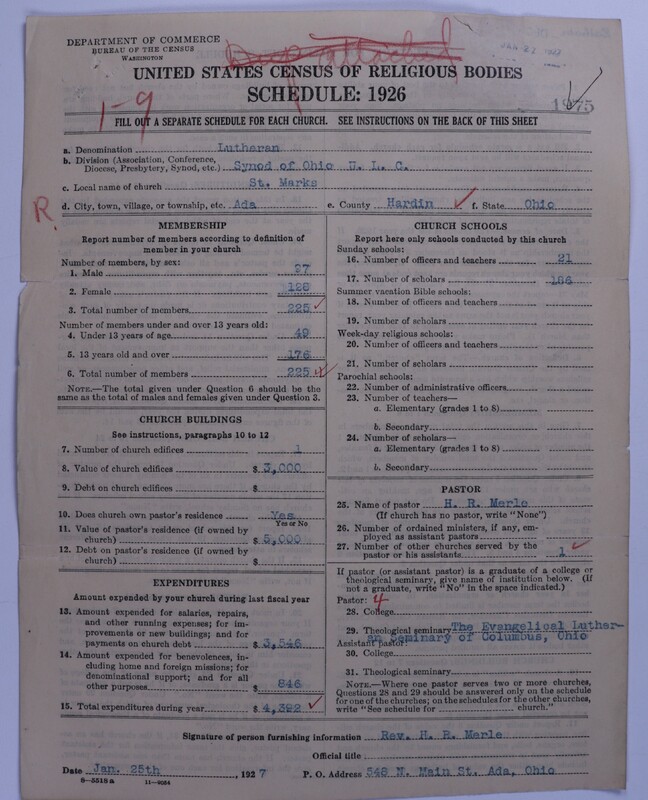 DEPARTMENT OF COMMERCE
BUREAU OF THE CENSUS
WASHINGTON
JAN 27 1927
UNITED STATES CENSUS OF RELIGIOUS BODIES
SCHEDULE: 1926
1975
1-9
FILL OUT A SEPARATE SCHEDULE FOR EACH CHURCH. SEE INSTRUCTIONS ON THE BACK OF THIS SHEET
a. Denomination Lutheran
b. Division (Association, Conference, Diocese, Presbytery, Synod, etc.) Synod of Ohio U. L. C.
c. Local name of church St. Marks
R.
d. City, town, village, or township, etc. Ada e. County Hardin f. State Ohio
MEMBERSHIP
Report number of members according to definition of
member in your church
Number of members, by sex:
1. Male 97
2. Female 128
3. Total number of members 225
Number of members under and over 13 years old:
4. Under 13 years of age 49
5. 13 years old and over 176
6. Total number of members 225
NOTE.—The total given under Question 6 should be the
same as the total of males and females given under Question 3.
CHURCH BUILDINGS
See instructions, paragraphs 10 to 12
7. Number of church edifices 1
8. Value of church edifices $ 3,000
9. Debt on church edifices $
10. Does church own pastor's residence Yes
Yes or No
11. Value of pastor's residence (if owned by
church) $ 5,000
12. Debt on pastor's residence (if owned by
church) $
EXPENDITURES
Amount expended by your church during last fiscal year
13. Amount expended for salaries, repairs,
and other running expenses; for im-
provements or new buildings; and for
payments on church debt $ 3,546
14. Amount expended for benevolences, in-
cluding home and foreign missions; for
denominational support; and for all
other purposes $ 846
15. Total expenditures during year $ 4,392
CHURCH SCHOOLS
Report here only schools conducted by this church
Sunday schools:
16. Number of officers and teachers 21
17. Number of scholars 186
Summer vacation Bible schools:
18. Number of officers and teachers
19. Number of scholars
Week-day religious schools:
20. Number of officers and teachers
21. Number of scholars
Parochial schools:
22. Number of administrative officers
23. Number of teachers—
a. Elementary (grades 1 to 8)
b. Secondary
24. Number of scholars—
a. Elementary (grades 1 to 8)
b. Secondary
PASTOR
25. Name of pastor H. R. Merle
(If church has no pastor, write "None")
26. Number of ordained ministers, if any, em-
ployed as assistant pastors
27. Number of other churches served by the
pastor or his assistants 1
If pastor (or assistant pastor) is a graduate of a college or
theological seminary, give name of institution below. (If
not a graduate, write "No" in the space indicated.)
Pastor: 4
28. College
29. Theological seminary The Evangelical Luther-
Assistant pastor: an Seminary of Columbus, Ohio
30. College
31. Theological seminary
NOTE.—Where one pastor serves two or more churches,
Questions 28 and 29 should be answered only on the schedule
for one of the churches; on the schedules for the other churches,
write "See schedule for church."
Signature of person furnishing information Rev. H. R. Merle
Official title
Date Jan. 25th, 1927 P. O. Address 548 N. Main St. Ada, Ohio
8-5518a 11-9064